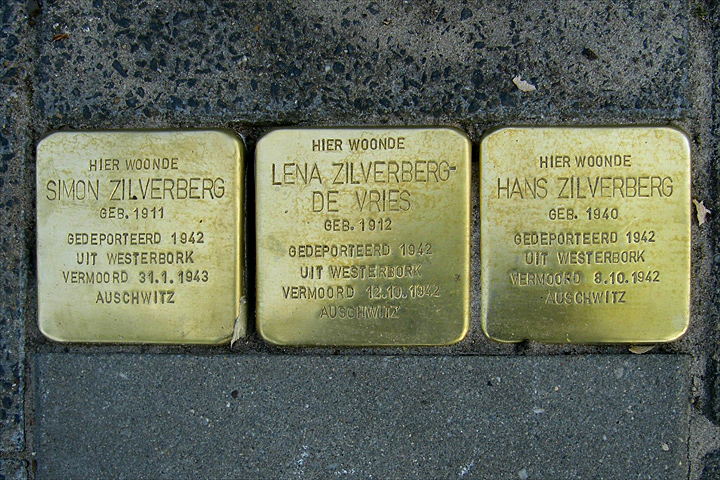 HIER WOONDE
SIMON ZILVERBERG
GEB. 1911
GEDEPORTEERD 1942
UIT WESTERBORK
VERMOORD 31.1.1943
AUSCHWITZ
HIER WOONDE
LENA ZILVERBERG-
DE VRIES
GEB. 1912
GEDEPORTEERD 1942
UIT WESTERBORK
VERMOORD 12.10.1942
AUSCHWITZ
HIER WOONDE
HANS ZILVERBERG
GEB. 1940
GEDEPORTEERD 1942
UIT WESTERBORK
VERMOORD 8.10.1942
AUSCHWITZ